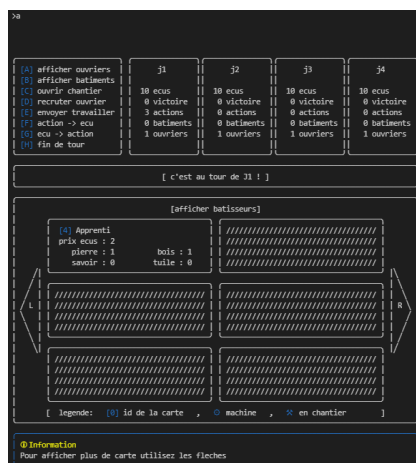 >a
[A] afficher ouvriers j1 j2 j3 j4
[B] afficher batiments
[C] ouvrir chantier 10 ecus 10 ecus 10 ecus 10 ecus
[D] recruter ouvrier 0 victoire 0 victoire 0 victoire 0 victoire
[E] envoyer travailler 3 actions 0 actions 0 actions 0 actions
[F] action -> ecu 0 batiments 0 batiments 0 batiments 0 batiments
[G] ecu -> action 1 ouvriers 1 ouvriers 1 ouvriers 1 ouvriers
[H] fin de tour
[ c'est au tour de J1 ! ]
[afficher batisseurs]
[4] Apprenti
prix ecus : 2
pierre : 1 bois : 1
savoir : 0 tuile : 0
L R
[ legende: [0] id de la carte , machine , en chantier ]
Information
Pour afficher plus de carte utilisez les fleches